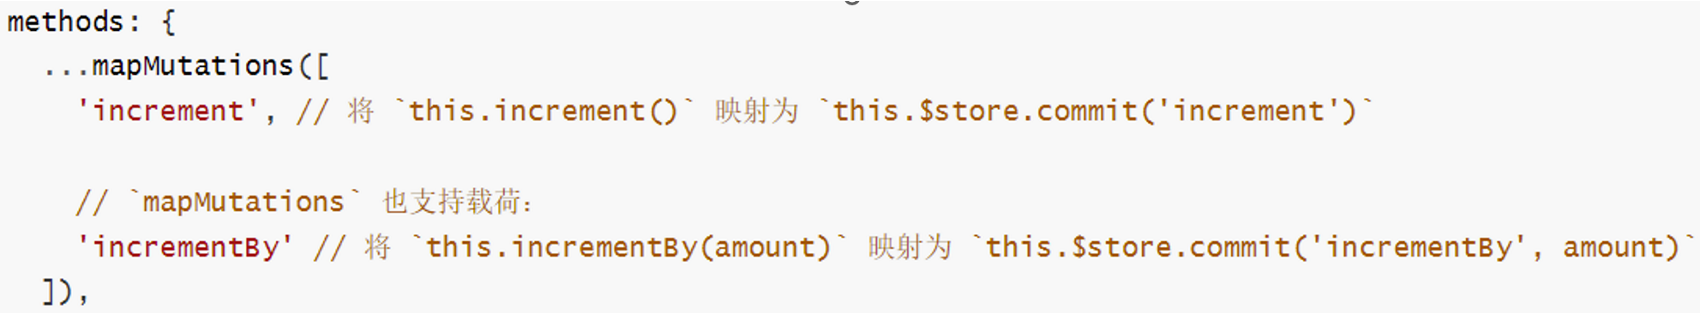 methods: {
  ...mapMutations([
    'increment', // 将 `this.increment()` 映射为 `this.$store.commit('increment')`
    // `mapMutations` 也支持载荷：
    'incrementBy' // 将 `this.incrementBy(amount)` 映射为 `this.$store.commit('incrementBy', amount)`
  ]),